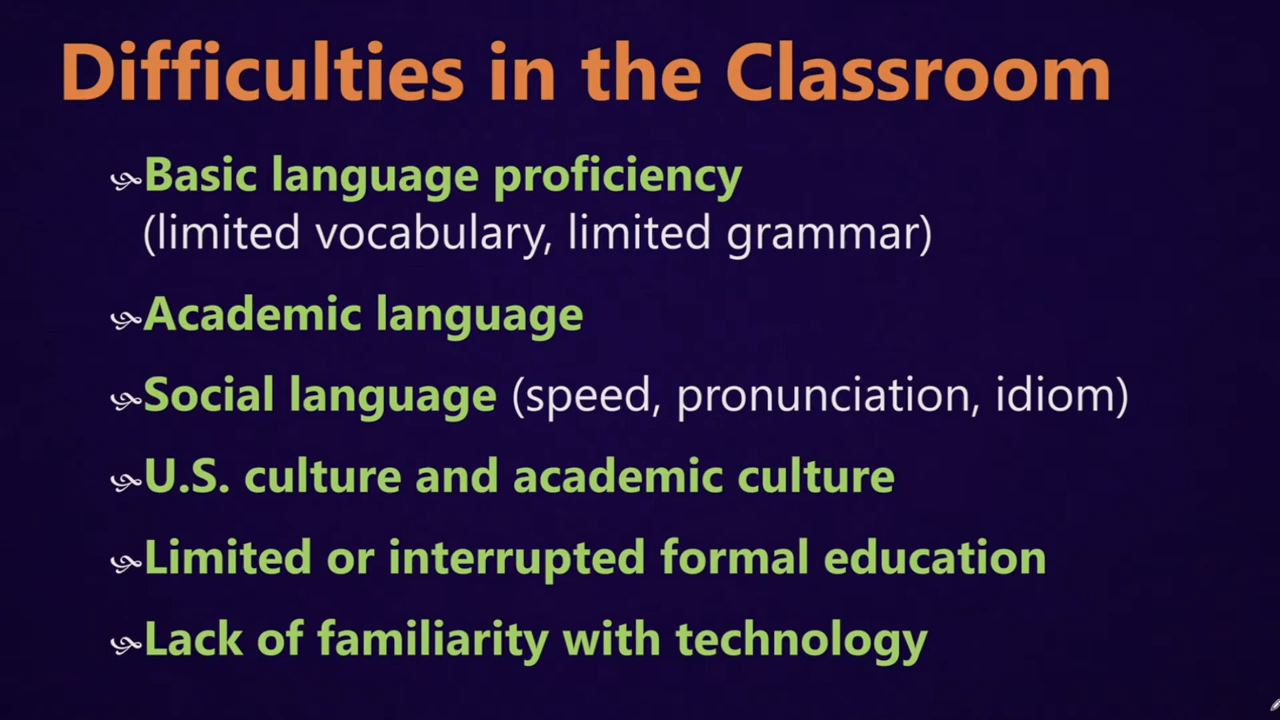 Difficulties in the Classroom
Basic language proficiency
(limited vocabulary, limited grammar)
Academic language
Social language (speed, pronunciation, idiom)
U.S. culture and academic culture
Limited or interrupted formal education
Lack of familiarity with technology